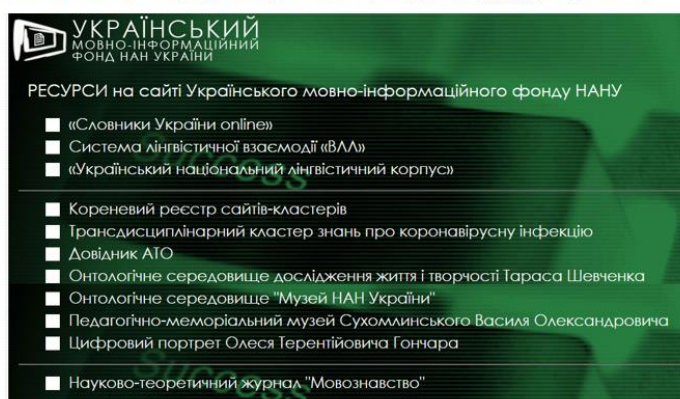 УКРАЇНСЬКИЙ
МОВНО-ІНФОРМАЦІЙНИЙ
ФОНД НАН УКРАЇНИ
РЕСУРСИ на сайті Українського мовно-інформаційного фонду НАНУ
«Словники України online»
Система лінгвістичної взаємодії «ВЛЛ»
«Український національний лінгвістичний корпус»
Success
Кореневий реєстр сайтів-кластерів
Трансдисциплінарний кластер знань про коронавірусну інфекцію
Довідник АТО
Онтологічне середовище дослідження життя і творчості Тараса Шевченка
Онтологічне середовище "Музей НАН України"
Педагогічно-меморіальний музей Сухомлинського Василя Олександровича
Цифровий портрет Олеся Терентійовича Гончара
Success
Науково-теоретичний журнал "Мовознавство"